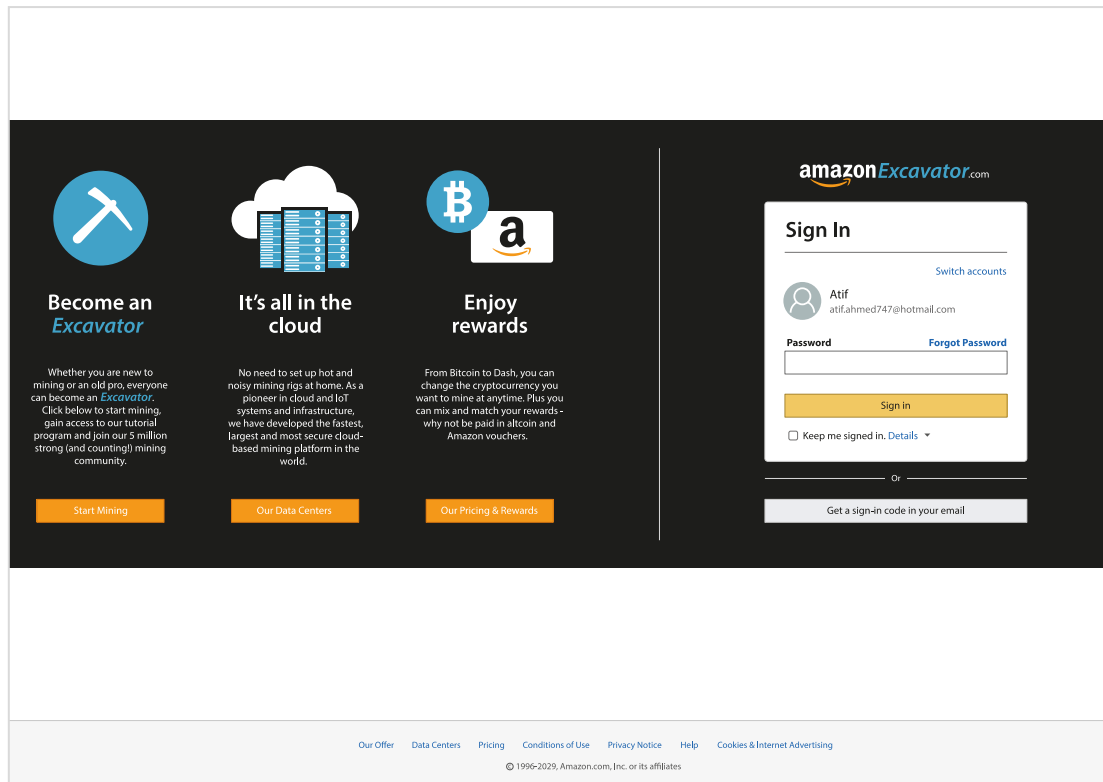 Become an
Excavator
Whether you are new to
mining or an old pro, everyone
can become an Excavator.
Click below to start mining,
gain access to our tutorial
program and join our 5 million
strong (and counting!) mining
community.
Start Mining
It's all in the
cloud
No need to set up hot and
noisy mining rigs at home. As a
pioneer in cloud and IoT
systems and infrastructure,
we have developed the fastest,
largest and most secure cloud-
based mining platform in the
world.
Our Data Centers
a
Enjoy
rewards
From Bitcoin to Dash, you can
change the cryptocurrency you
want to mine at anytime. Plus you
can mix and match your rewards -
why not be paid in altcoin and
Amazon vouchers.
Our Pricing & Rewards
amazonExcavator.com
Sign In
Switch accounts
Atif
atif.ahmed747@hotmail.com
Password Forgot Password
Sign in
Keep me signed in. Details
Or
Get a sign-in code in your email
Our Offer Data Centers Pricing Conditions of Use Privacy Notice Help Cookies & Internet Advertising
© 1996-2029, Amazon.com, Inc. or its affiliates